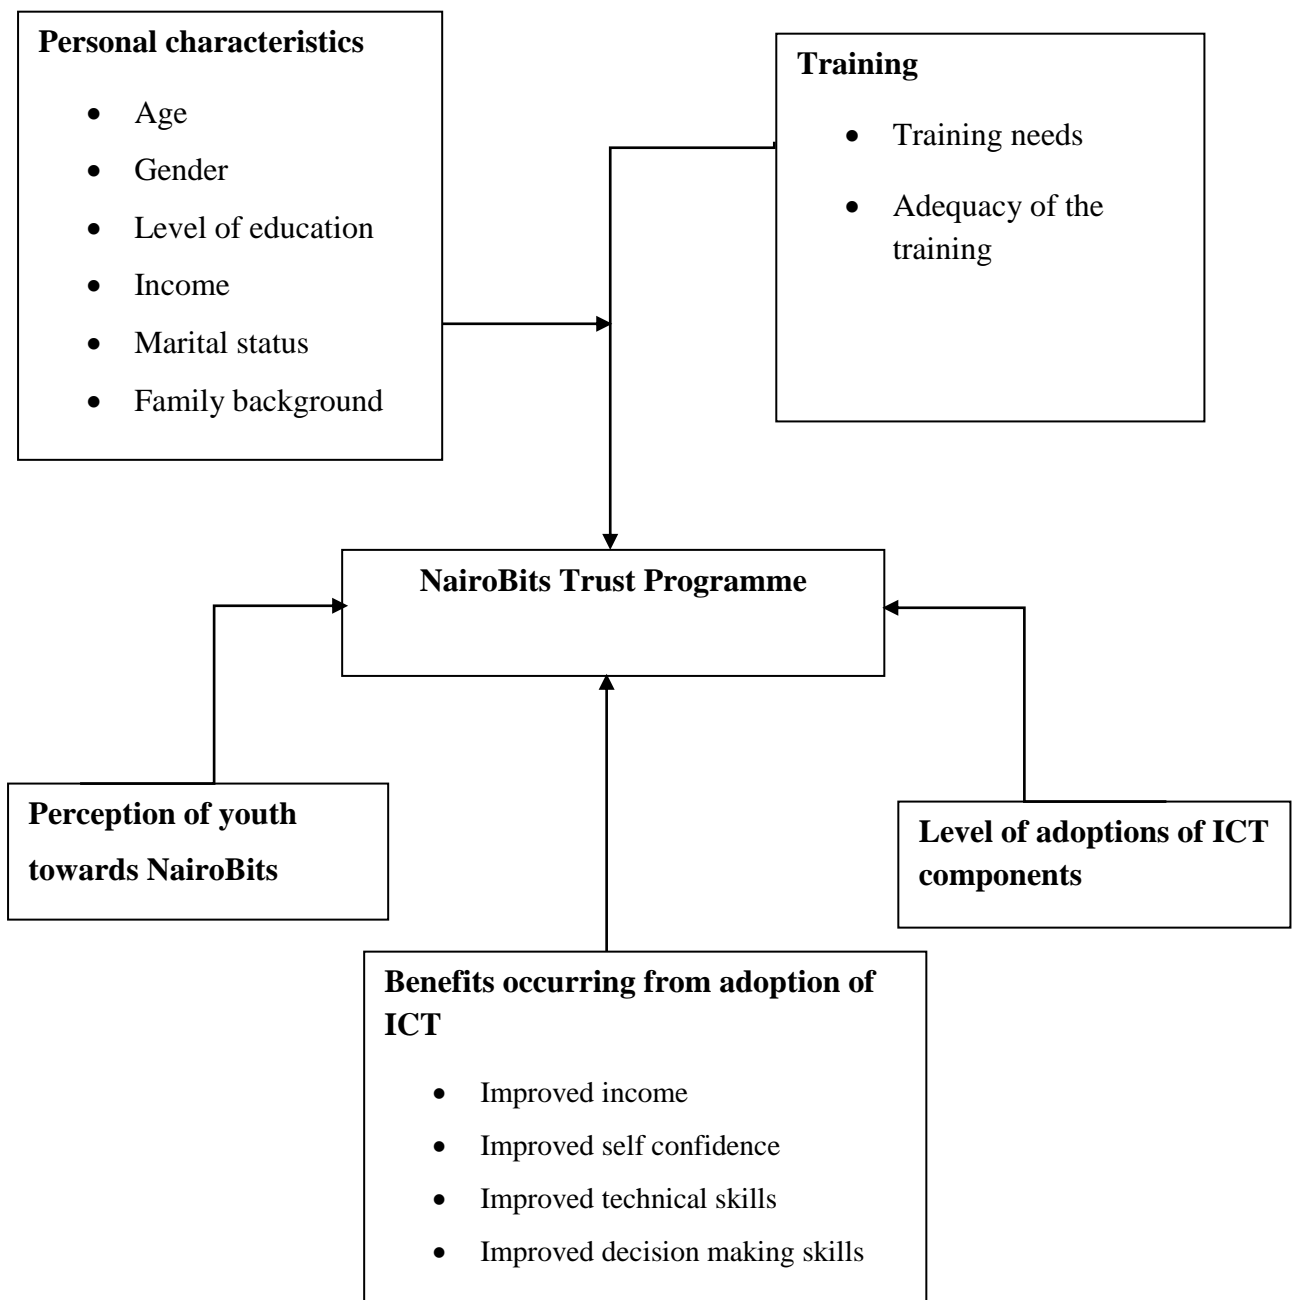 Personal characteristics
• Age
• Gender
• Level of education
• Income
• Marital status
• Family background
Training
• Training needs
• Adequacy of the
training
NairoBits Trust Programme
Perception of youth
towards NairoBits
Level of adoptions of ICT
components
Benefits occurring from adoption of
ICT
• Improved income
• Improved self confidence
• Improved technical skills
• Improved decision making skills